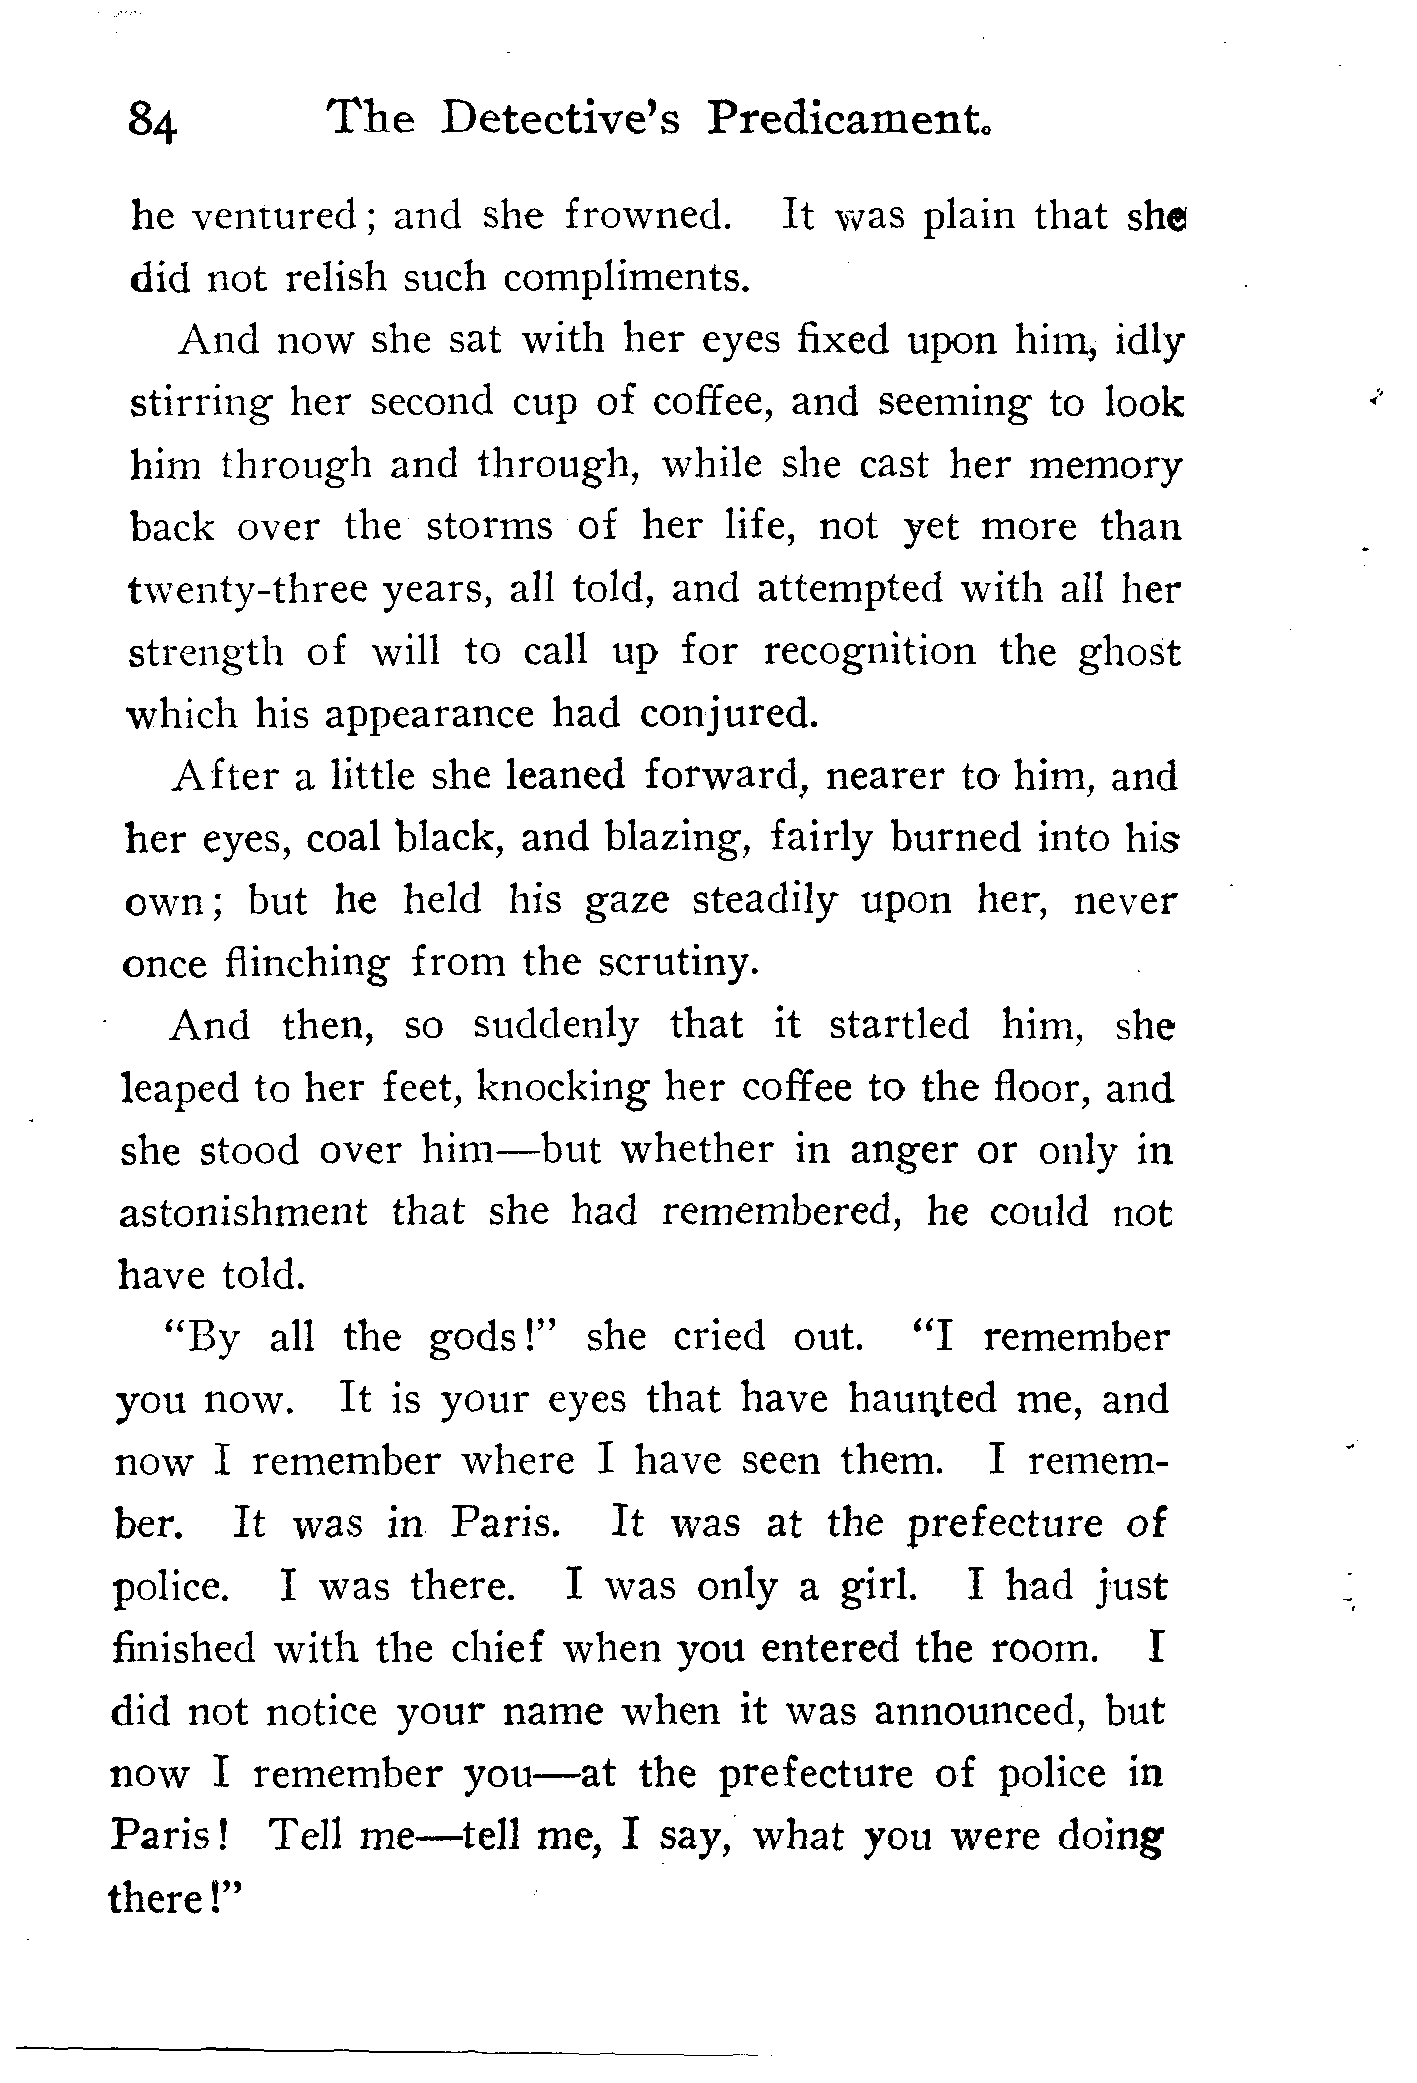 84 The Detective's Predicament.
he ventured; and she frowned. It was plain that she
did not relish such compliments.
And now she sat with her eyes fixed upon him, idly
stirring her second cup of coffee, and seeming to look
him through and through, while she cast her memory
back over the storms of her life, not yet more than
twenty-three years, all told, and attempted with all her
strength of will to call up for recognition the ghost
which his appearance had conjured.
After a little she leaned forward, nearer to him, and
her eyes, coal black, and blazing, fairly burned into his
own; but he held his gaze steadily upon her, never
once flinching from the scrutiny.
And then, so suddenly that it startled him, she
leaped to her feet, knocking her coffee to the floor, and
she stood over him—but whether in anger or only in
astonishment that she had remembered, he could not
have told.
“By all the gods!” she cried out. “I remember
you now. It is your eyes that have haunted me, and
now I remember where I have seen them. I remem-
ber. It was in Paris. It was at the prefecture of
police. I was there. I was only a girl. I had just
finished with the chief when you entered the room. I
did not notice your name when it was announced, but
now I remember you—at the prefecture of police in
Paris! Tell me—tell me, I say, what you were doing
there!”